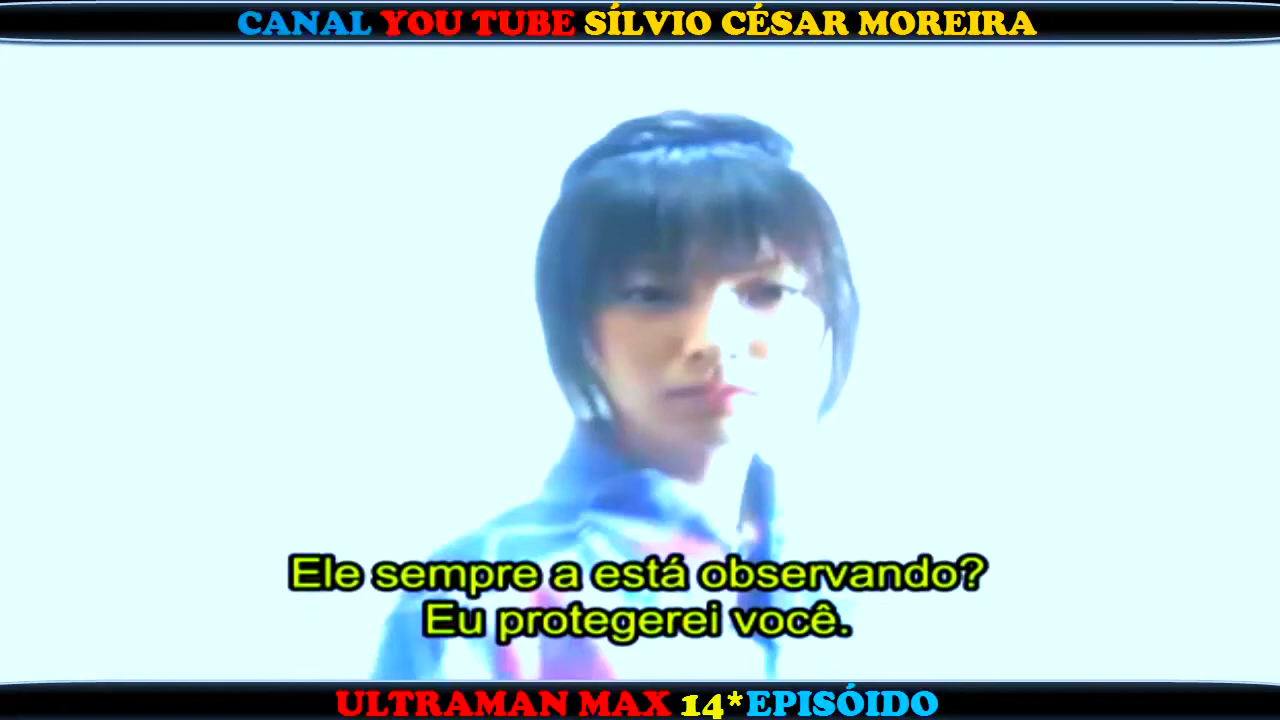 CANAL YOU TUBE SÍLVIO CÉSAR MOREIRA
Ele sempre a está observando?
Eu protegerei você.
ULTRAMAN MAX 14*EPISÓIDO